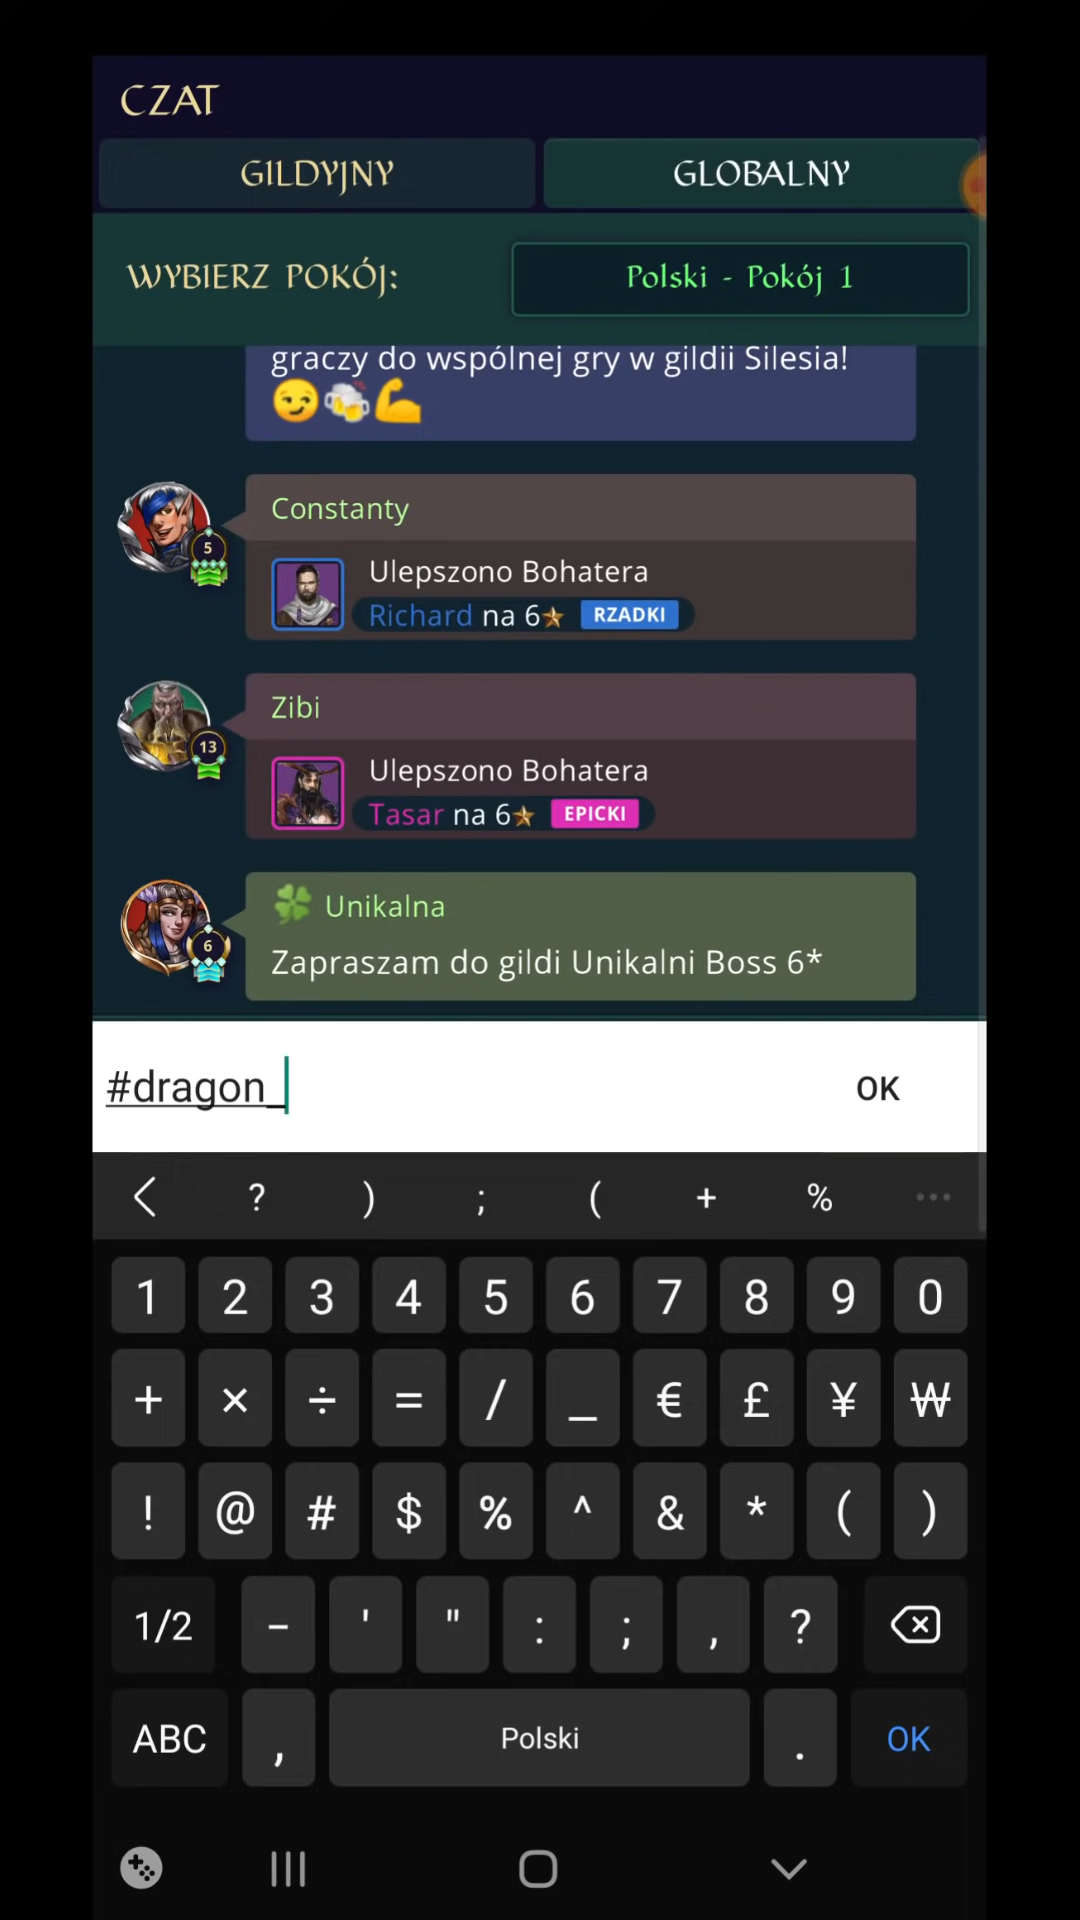 CZAT
GILDYJNY
GLOBALNY
WYBIERZ POKÓJ:
Polski - Pokój 1
graczy do wspólnej gry w gildii Silesia!
😏🍻💪
Constanty
5
Ulepszono Bohatera
Richard na 6⭐ RZADKI
Zibi
13
Ulepszono Bohatera
Tasar na 6⭐ EPICKI
🍀 Unikalna
6
Zapraszam do gildi Unikalni Boss 6*
#dragon_
OK
? ) ; ( + % ...
1 2 3 4 5 6 7 8 9 0
+ × ÷ = / _ € £ ¥ ₩
! @ # $ % ^ & * ( )
1/2 - ' " : ; , ?
ABC , Polski . OK